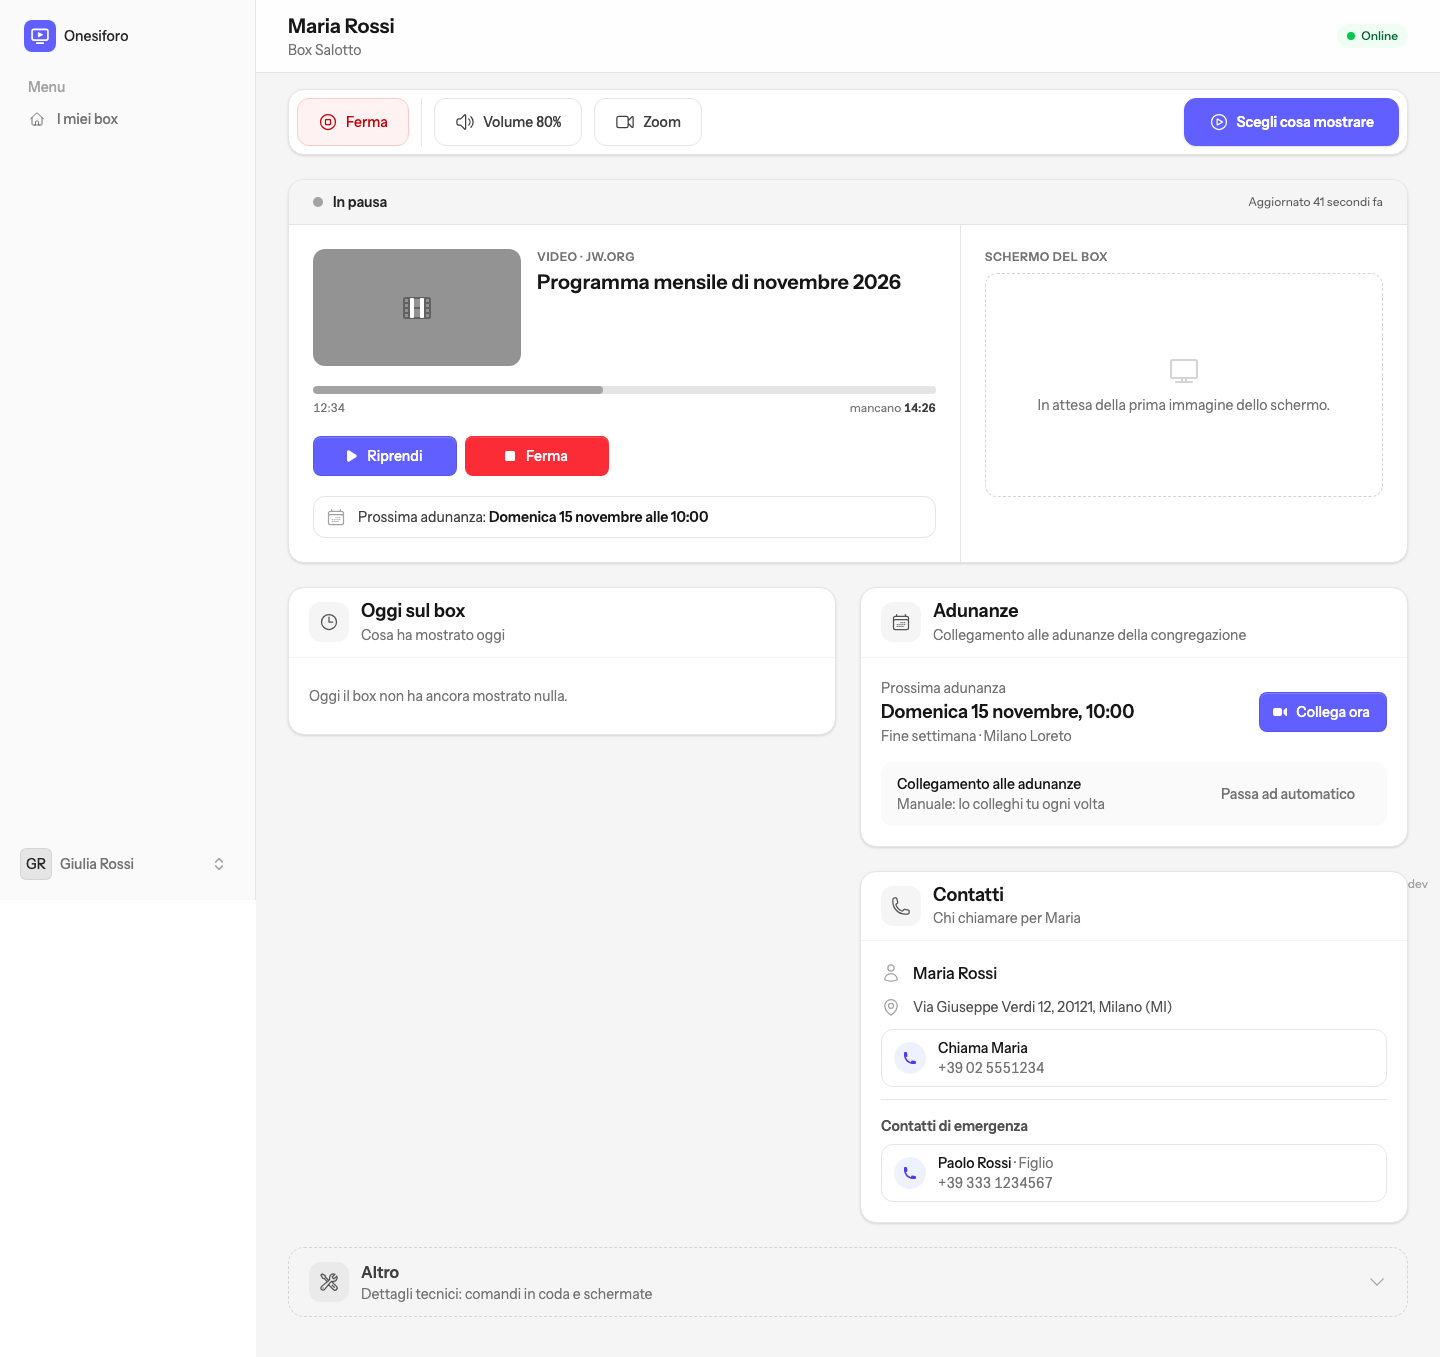 Onesiforo
Menu
I miei box
GR Giulia Rossi
Maria Rossi
Box Salotto
Online
Ferma
Volume 80%
Zoom
Scegli cosa mostrare
In pausa
Aggiornato 41 secondi fa
VIDEO · JW.ORG
Programma mensile di novembre 2026
12:34
mancano 14:26
Riprendi
Ferma
Prossima adunanza: Domenica 15 novembre alle 10:00
SCHERMO DEL BOX
In attesa della prima immagine dello schermo.
Oggi sul box
Cosa ha mostrato oggi
Oggi il box non ha ancora mostrato nulla.
Adunanze
Collegamento alle adunanze della congregazione
Prossima adunanza
Domenica 15 novembre, 10:00
Fine settimana · Milano Loreto
Collega ora
Collegamento alle adunanze
Manuale: lo colleghi tu ogni volta
Passa ad automatico
Contatti
Chi chiamare per Maria
dev
Maria Rossi
Via Giuseppe Verdi 12, 20121, Milano (MI)
Chiama Maria
+39 02 5551234
Contatti di emergenza
Paolo Rossi · Figlio
+39 333 1234567
Altro
Dettagli tecnici: comandi in coda e schermate